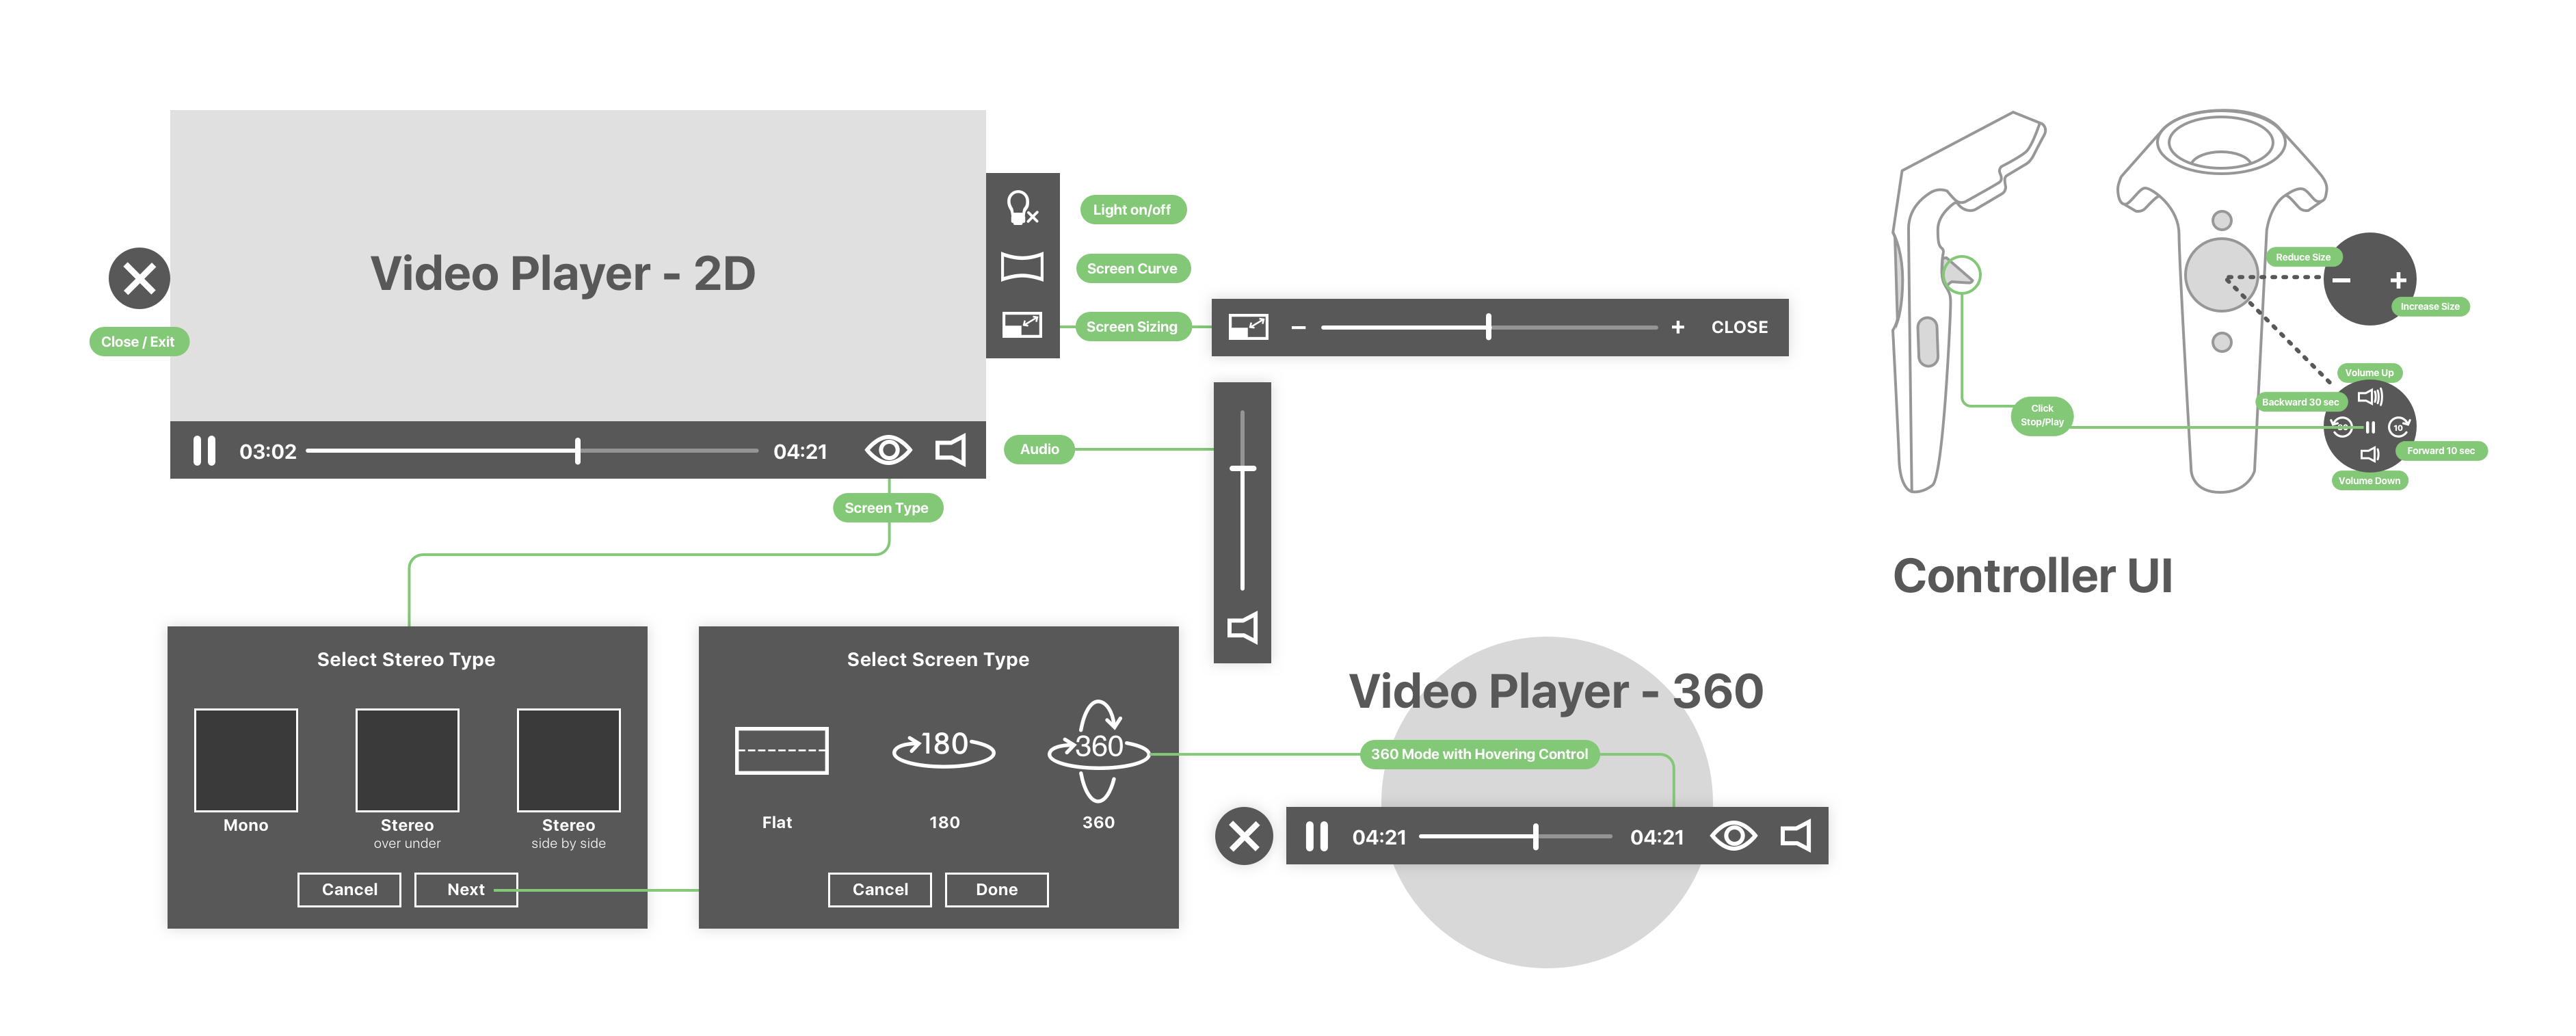 Video Player - 2D
Close / Exit
Light on/off
Screen Curve
Screen Sizing
CLOSE
03:02
04:21
Audio
Screen Type
Select Stereo Type
Mono
Stereo
over under
Stereo
side by side
Cancel
Next
Select Screen Type
180
360
Flat
180
360
Cancel
Done
Video Player - 360
360 Mode with Hovering Control
04:21
04:21
Reduce Size
Increase Size
Volume Up
Backward 30 sec
Click
Stop/Play
30
10
Forward 10 sec
Volume Down
Controller UI